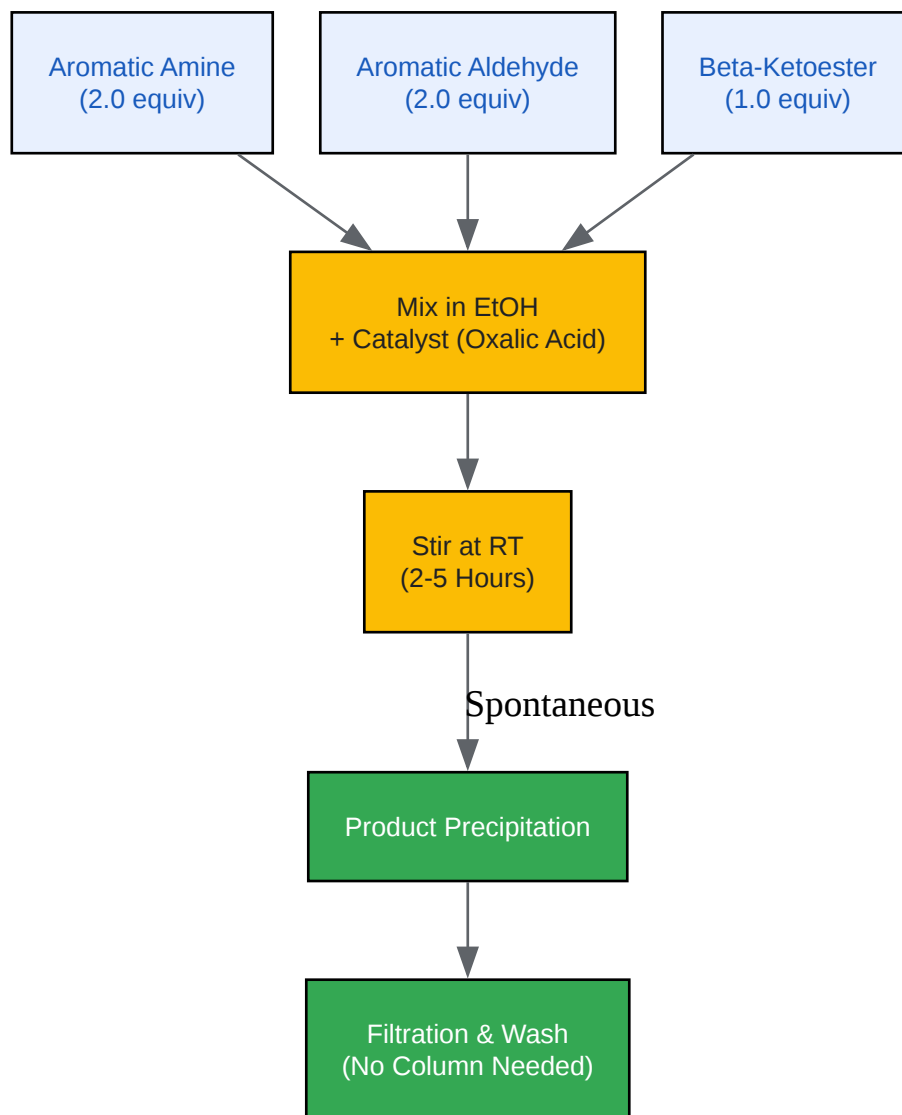 Aromatic Amine
(2.0 equiv)
Aromatic Aldehyde
(2.0 equiv)
Beta-Ketoester
(1.0 equiv)
Mix in EtOH
+ Catalyst (Oxalic Acid)
Stir at RT
(2-5 Hours)
Spontaneous
Product Precipitation
Filtration & Wash
(No Column Needed)